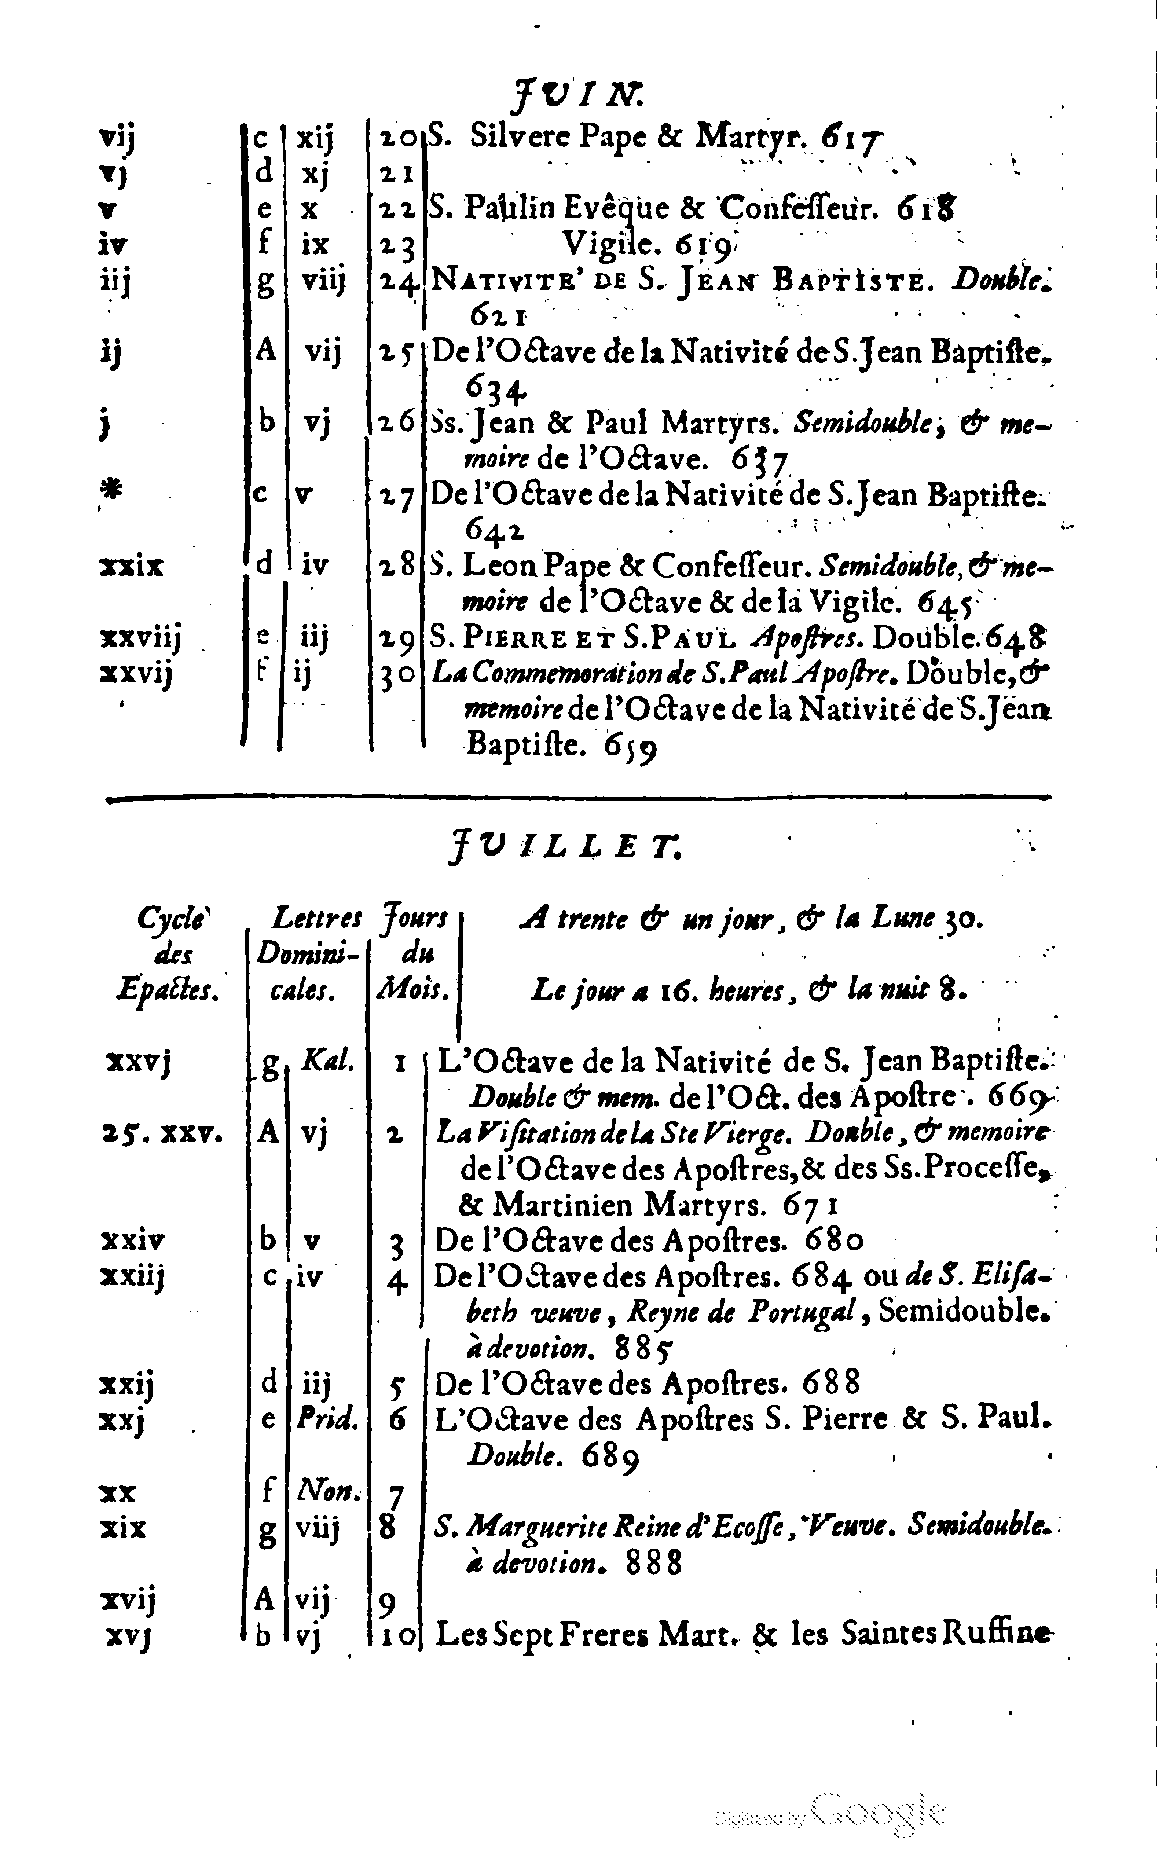 JVIN.
vij c xij 20 S. Silvere Pape & Martyr. 617
vj d xj 21
v e x 22 S. Paulin Evêque & Confeſſeur. 618
iv f ix 23 Vigile. 619
iij g viij 24 NATIVITE' DE S. JEAN BAPTISTE. Double.
621
ij A vij 25 De l'Octave de la Nativité de S. Jean Baptiſte.
634
j b vj 26 Ss. Jean & Paul Martyrs. Semidouble, & me-
moire de l'Octave. 637
* c v 27 De l'Octave de la Nativité de S. Jean Baptiſte.
642
xxix d iv 28 S. Leon Pape & Confeſſeur. Semidouble, & me-
moire de l'Octave & de la Vigile. 645
xxviij e iij 29 S. PIERRE ET S. PAUL Apoſtres. Double. 648
xxvij f ij 30 La Commemoration de S. Paul Apoſtre. Double, &
memoire de l'Octave de la Nativité de S. Jean
Baptiſte. 659
JVILLET.
Cycle Lettres Jours A trente & un jour, & la Lune 30.
des Domini- du
Epactes. cales. Mois. Le jour a 16. heures, & la nuit 8.
xxvj g Kal. 1 L'Octave de la Nativité de S. Jean Baptiſte.
Double & mem. de l'Oct. des Apoſtre . 669
25. xxv. A vj 2 La Viſitation de la Ste Vierge. Double, & memoire
de l'Octave des Apoſtres, & des Ss. Proceſſe,
& Martinien Martyrs. 671
xxiv b v 3 De l'Octave des Apoſtres. 680
xxiij c iv 4 De l'Octave des Apoſtres. 684 ou de S. Eliſa-
beth veuve, Reyne de Portugal, Semidouble.
à devotion. 885
xxij d iij 5 De l'Octave des Apoſtres. 688
xxj e Prid. 6 L'Octave des Apoſtres S. Pierre & S. Paul.
Double. 689
xx f Non. 7
xix g viij 8 S. Marguerite Reine d'Ecoſſe, Veuve. Semidouble.
à devotion. 888
xvij A vij 9
xvj b vj 10 Les Sept Freres Mart. & les Saintes Ruffine
Digitized by Google